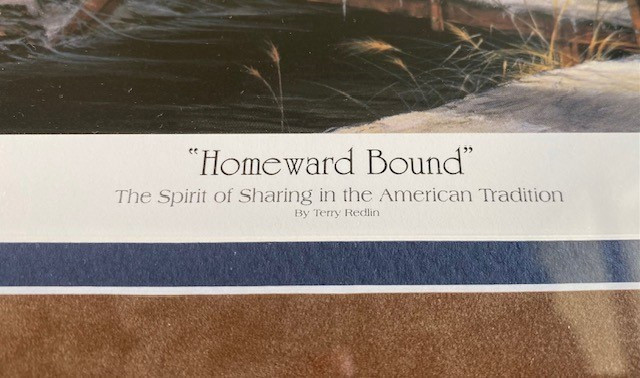 "Homeward Bound"
The Spirit of Sharing in the American Tradition
By Terry Redlin